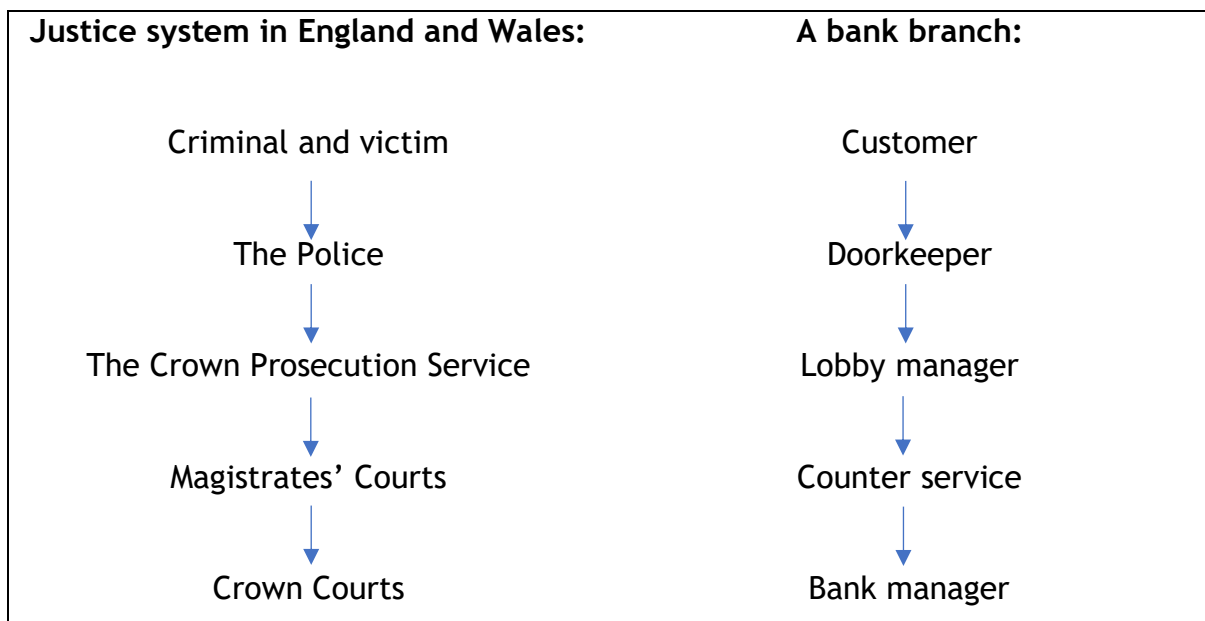 Justice system in England and Wales:
A bank branch:
Criminal and victim
Customer
The Police
Doorkeeper
The Crown Prosecution Service
Lobby manager
Magistrates’ Courts
Counter service
Crown Courts
Bank manager